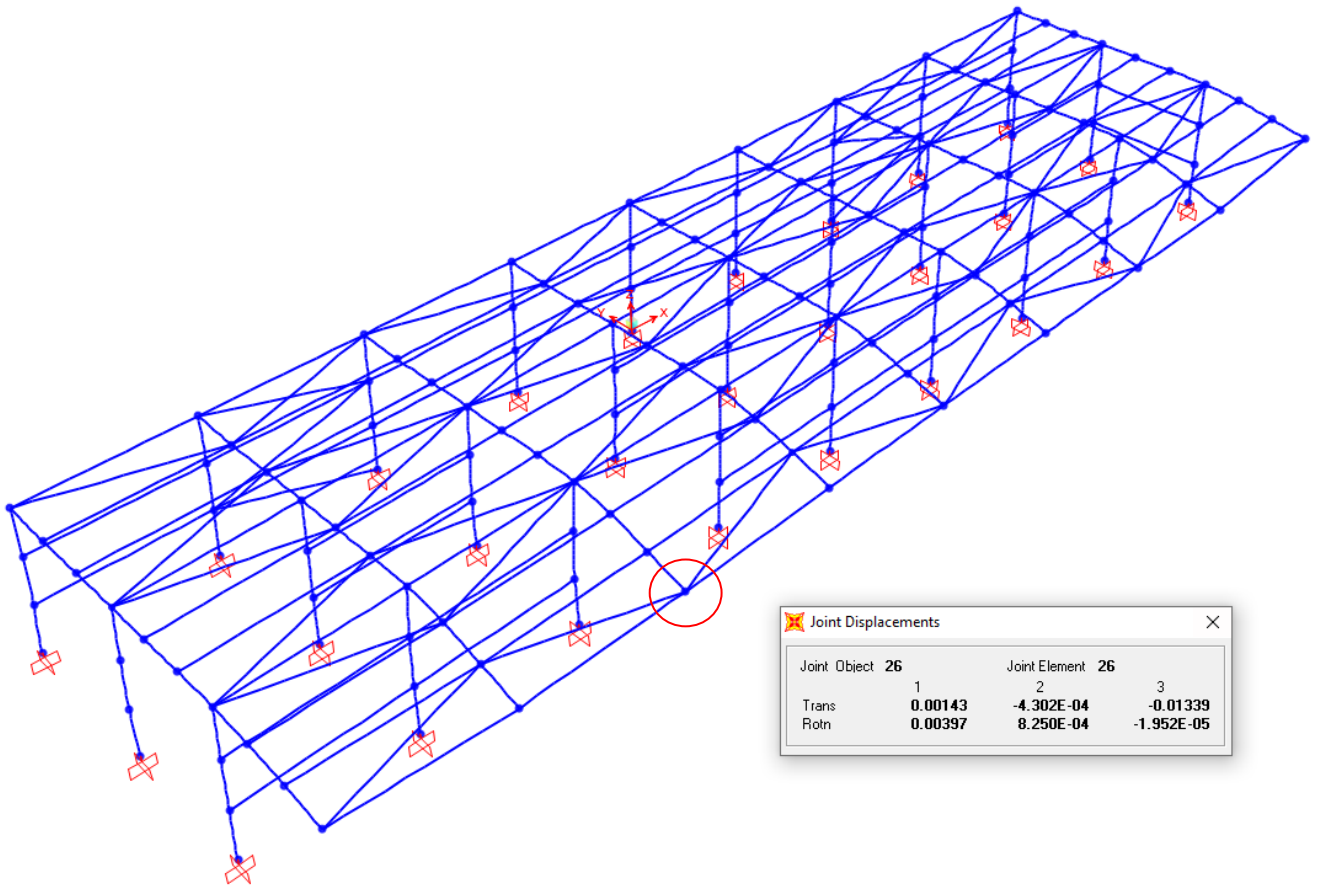 Z
Y X
Joint Displacements
Joint Object 26 Joint Element 26
1 2 3
Trans 0.00143 -4.302E-04 -0.01339
Rotn 0.00397 8.250E-04 -1.952E-05